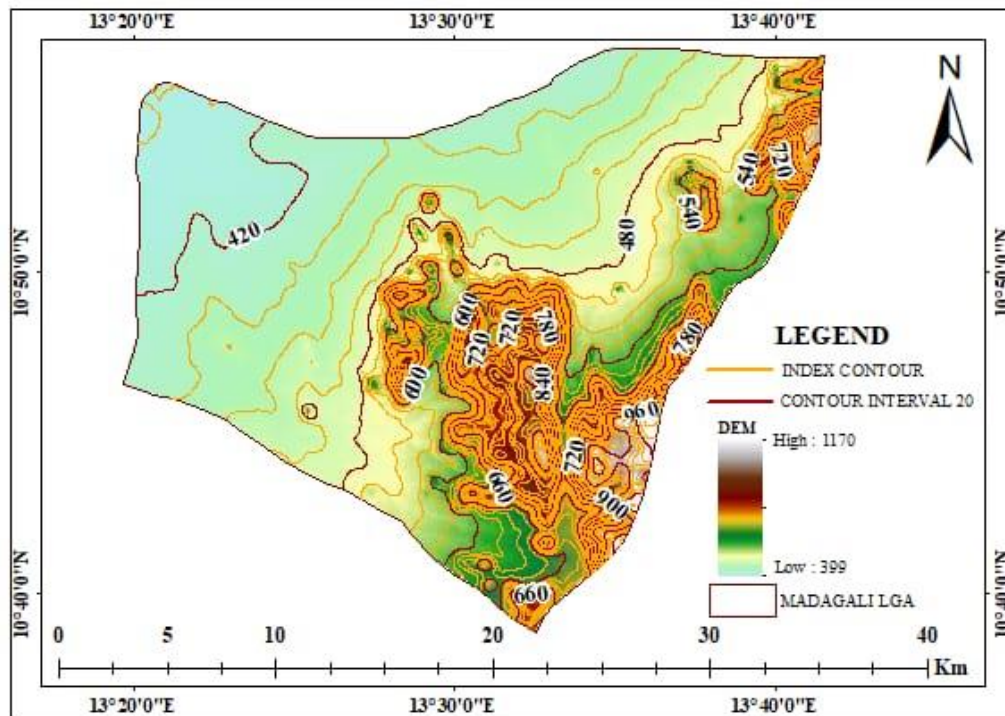 13°20'0"E 13°30'0"E 13°40'0"E
N
10°50'0"N
10°50'0"N
10°40'0"N
10°40'0"N
420
480
540
540
720
600
720
720
780
600
840
780
960
720
660
900
660
LEGEND
INDEX CONTOUR
CONTOUR INTERVAL 20
DEM
High : 1170
Low : 399
MADAGALI LGA
0 5 10 20 30 40
Km
13°20'0"E 13°30'0"E 13°40'0"E